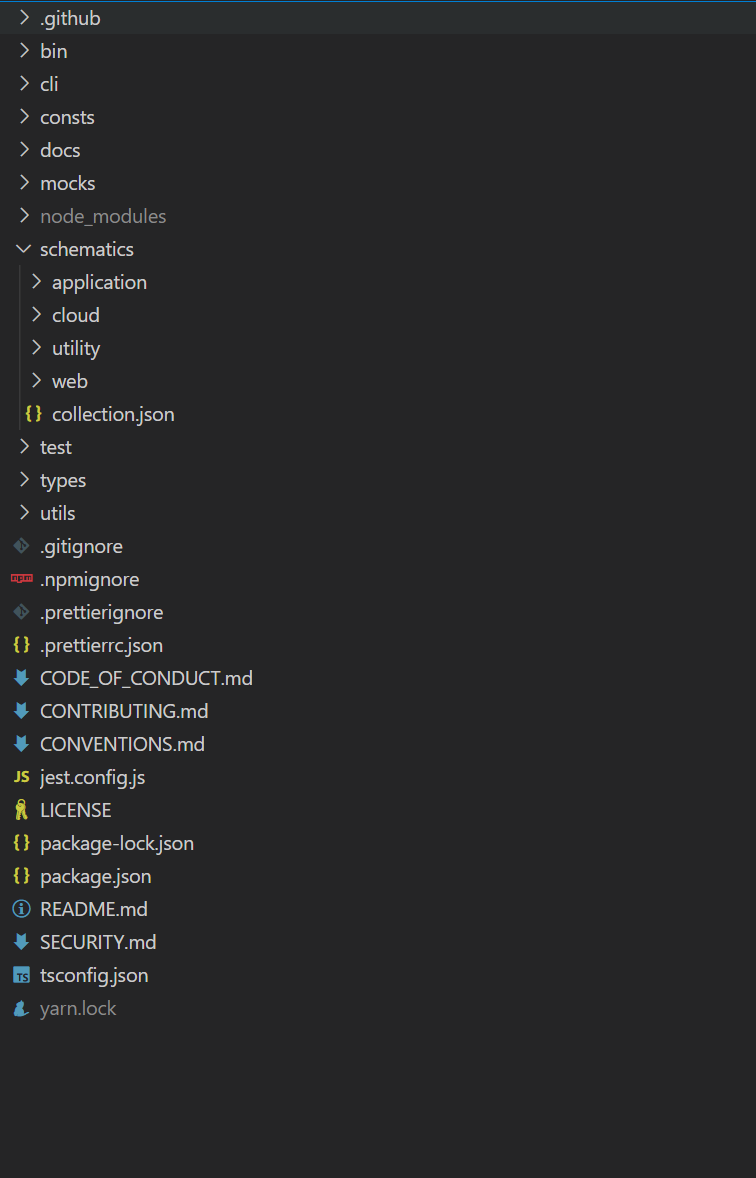 .github
bin
cli
consts
docs
mocks
node_modules
schematics
application
cloud
utility
web
{} collection.json
test
types
utils
.gitignore
npm .npmignore
.prettierignore
{} .prettierrc.json
CODE_OF_CONDUCT.md
CONTRIBUTING.md
CONVENTIONS.md
JS jest.config.js
LICENSE
{} package-lock.json
{} package.json
README.md
SECURITY.md
TS tsconfig.json
yarn.lock